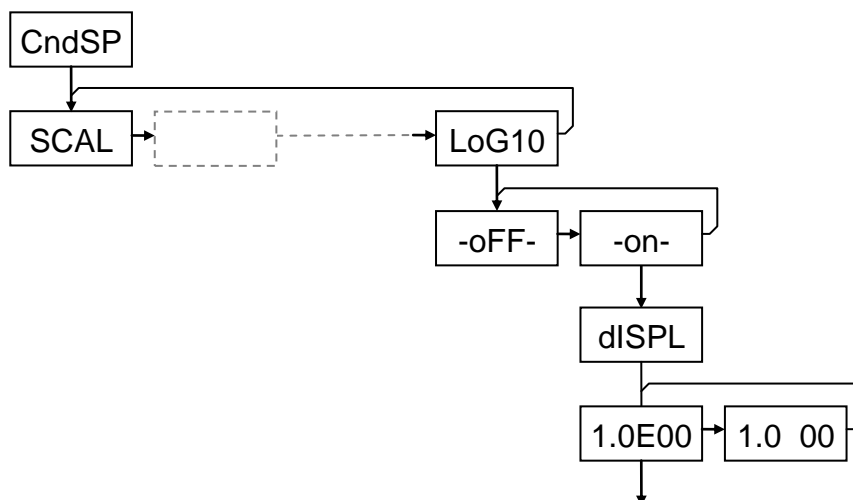 CndSP
SCAL
LoG10
-oFF-
-on-
dISPL
1.0E00
1.0 00